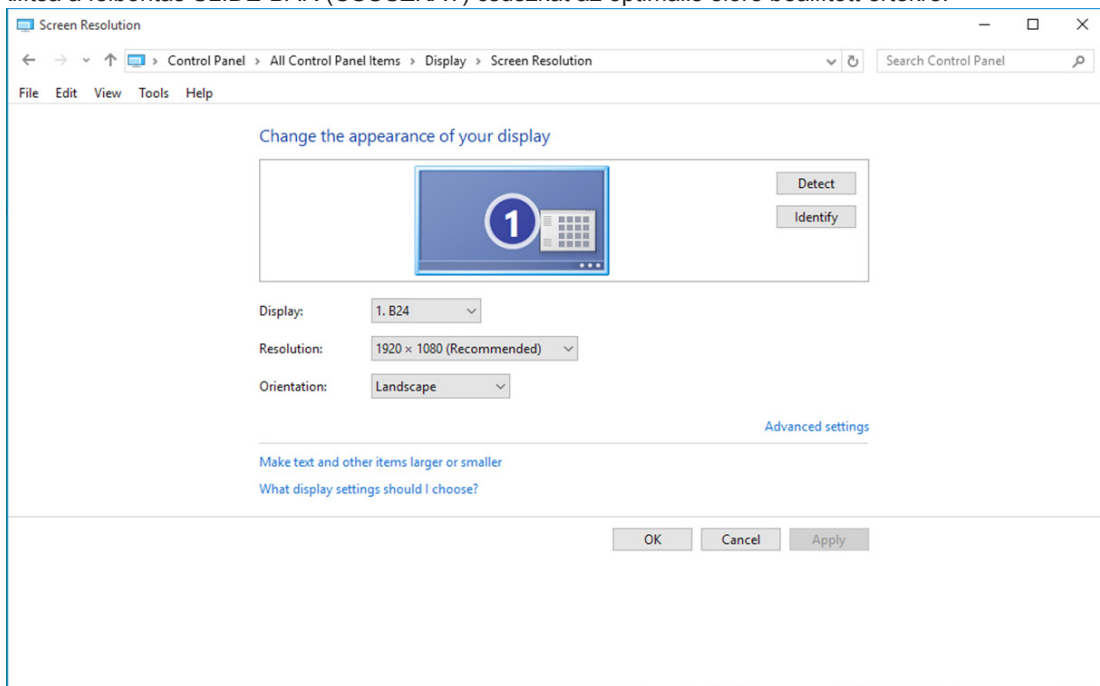 Screen Resolution
Control Panel > All Control Panel Items > Display > Screen Resolution
Search Control Panel
File Edit View Tools Help
Change the appearance of your display
1
Detect
Identify
Display: 1. B24
Resolution: 1920 × 1080 (Recommended)
Orientation: Landscape
Advanced settings
Make text and other items larger or smaller
What display settings should I choose?
OK Cancel Apply